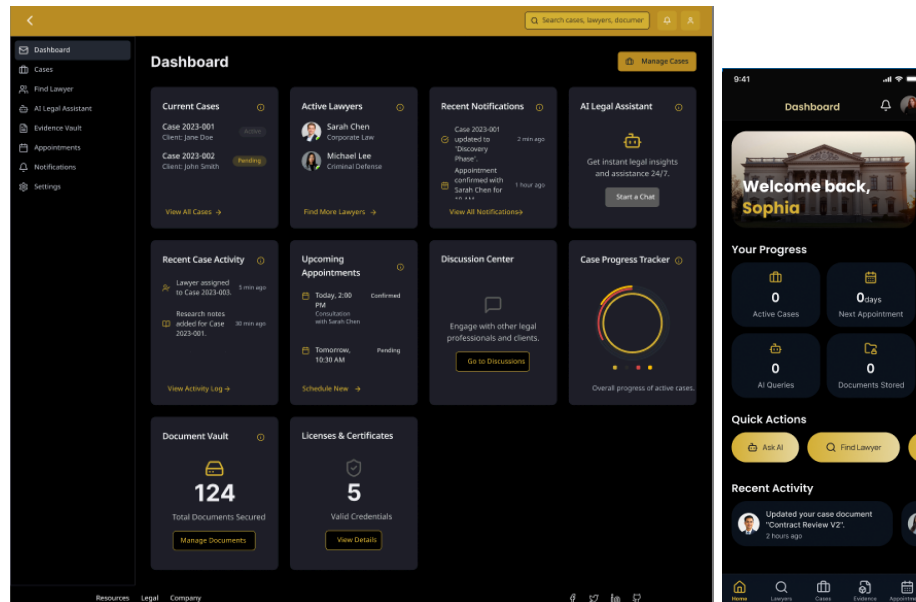 Search cases, lawyers, documer
Dashboard
Cases
Find Lawyer
AI Legal Assistant
Evidence Vault
Appointments
Notifications
Settings
Dashboard
Manage Cases
Current Cases
Case 2023-001
Client: Jane Doe
Active
Case 2023-002
Client: John Smith
Pending
View All Cases →
Active Lawyers
Sarah Chen
Corporate Law
Michael Lee
Criminal Defense
Find More Lawyers →
Recent Notifications
Case 2023-001
updated to
'Discovery
Phase'.
2 min ago
Appointment
confirmed with
Sarah Chen for
1 hour ago
View All Notifications→
AI Legal Assistant
Get instant legal insights
and assistance 24/7.
Start a Chat
Recent Case Activity
Lawyer assigned
to Case 2023-003.
5 min ago
Research notes
added for Case
2023-001.
30 min ago
View Activity Log →
Upcoming
Appointments
Today, 2:00
PM
Confirmed
Consultation
with Sarah Chen
Tomorrow,
10:30 AM
Pending
Schedule New →
Discussion Center
Engage with other legal
professionals and clients.
Go to Discussions
Case Progress Tracker
Overall progress of active cases.
Document Vault
124
Total Documents Secured
Manage Documents
Licenses & Certificates
5
Valid Credentials
View Details
Resources Legal Company
9:41
Dashboard
Welcome back,
Sophia
Your Progress
0
Active Cases
0days
Next Appointment
0
AI Queries
0
Documents Stored
Quick Actions
Ask AI
Find Lawyer
Recent Activity
Updated your case document
"Contract Review V2".
2 hours ago
Home
Lawyers
Cases
Evidence
Appointme